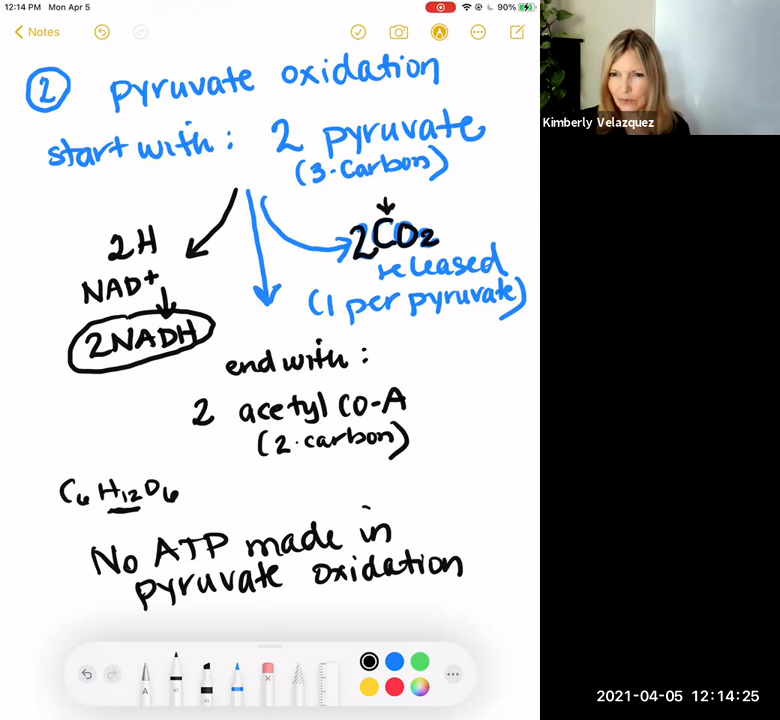 12:14 PM Mon Apr 5
90%
Notes
2 pyruvate oxidation
start with: 2 pyruvate
(3-Carbon)
2H
2CO2
released
NAD+
(1 per pyruvate)
2NADH
end with:
2 acetyl CO-A
(2-carbon)
C6 H12O6
No ATP made in
pyruvate oxidation
A
Kimberly Velazquez
2021-04-05 12:14:25